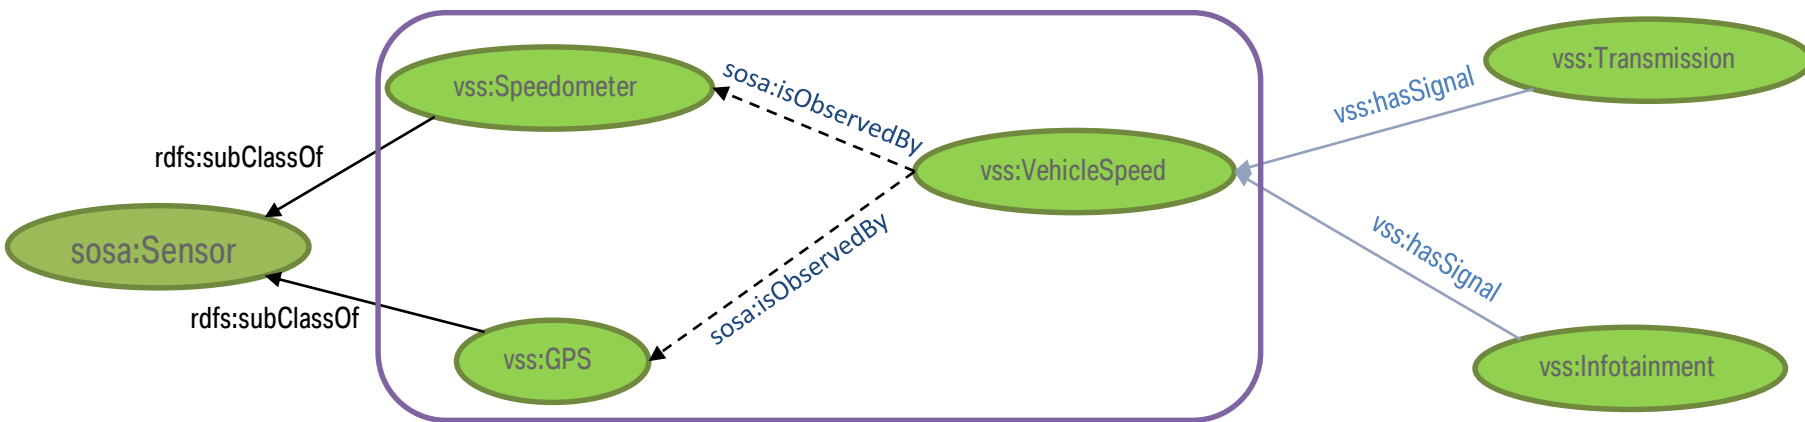 vss:Speedometer
sosa:isObservedBy
vss:Transmission
vss:hasSignal
rdfs:subClassOf
vss:VehicleSpeed
sosa:Sensor
sosa:isObservedBy
vss:hasSignal
rdfs:subClassOf
vss:GPS
vss:Infotainment